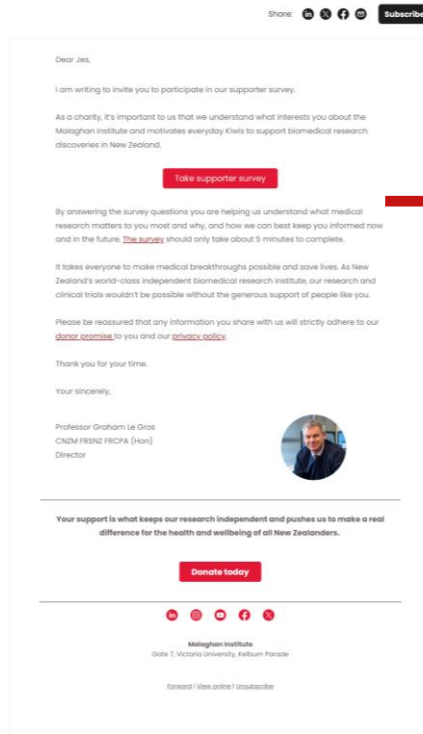 Share:
Subscribe
Dear Jes,
I am writing to invite you to participate in our supporter survey.
As a charity, it's important to us that we understand what interests you about the
Malaghan Institute and motivates everyday Kiwis to support biomedical research
discoveries in New Zealand.
Take supporter survey
By answering the survey questions you are helping us understand what medical
research matters to you most and why, and how we can best keep you informed now
and in the future. The survey should only take about 5 minutes to complete.
It takes everyone to make medical breakthroughs possible and save lives. As New
Zealand's world-class independent biomedical research institute, our research and
clinical trials wouldn't be possible without the generous support of people like you.
Please be reassured that any information you share with us will strictly adhere to our
donor promise to you and our privacy policy.
Thank you for your time.
Your sincerely,
Professor Graham Le Gros
CNZM FRSNZ FRCPA (Hon)
Director
Your support is what keeps our research independent and pushes us to make a real
difference for the health and wellbeing of all New Zealanders.
Donate today
Malaghan Institute
Gate 7, Victoria University, Kelburn Parade
Forward | View online | Unsubscribe